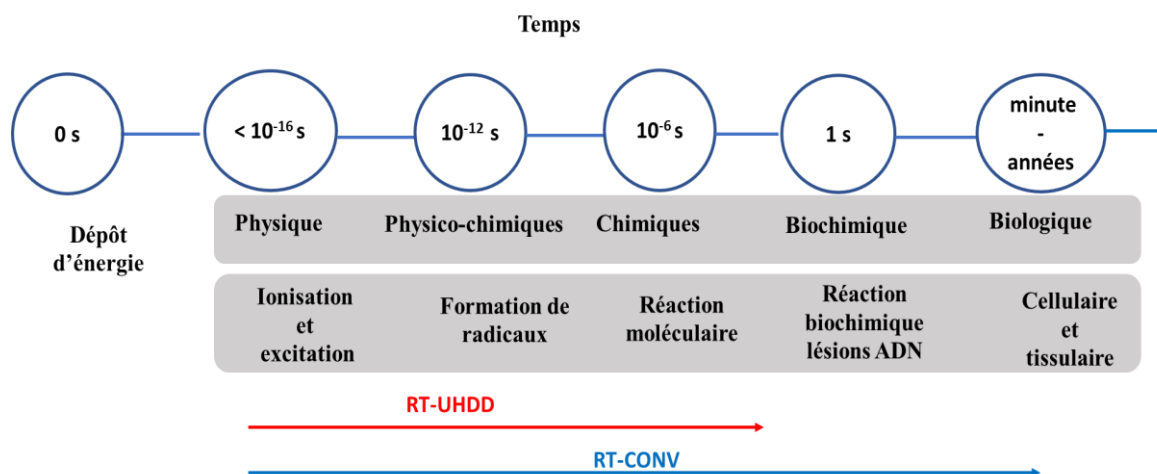 Temps
0 s
< 10⁻¹⁶ s
10⁻¹² s
10⁻⁶ s
1 s
minute
-
années
Dépôt
d’énergie
Physique
Physico-chimiques
Chimiques
Biochimique
Biologique
Ionisation
et
excitation
Formation de
radicaux
Réaction
moléculaire
Réaction
biochimique
lésions ADN
Cellulaire
et
tissulaire
RT-UHDD
RT-CONV